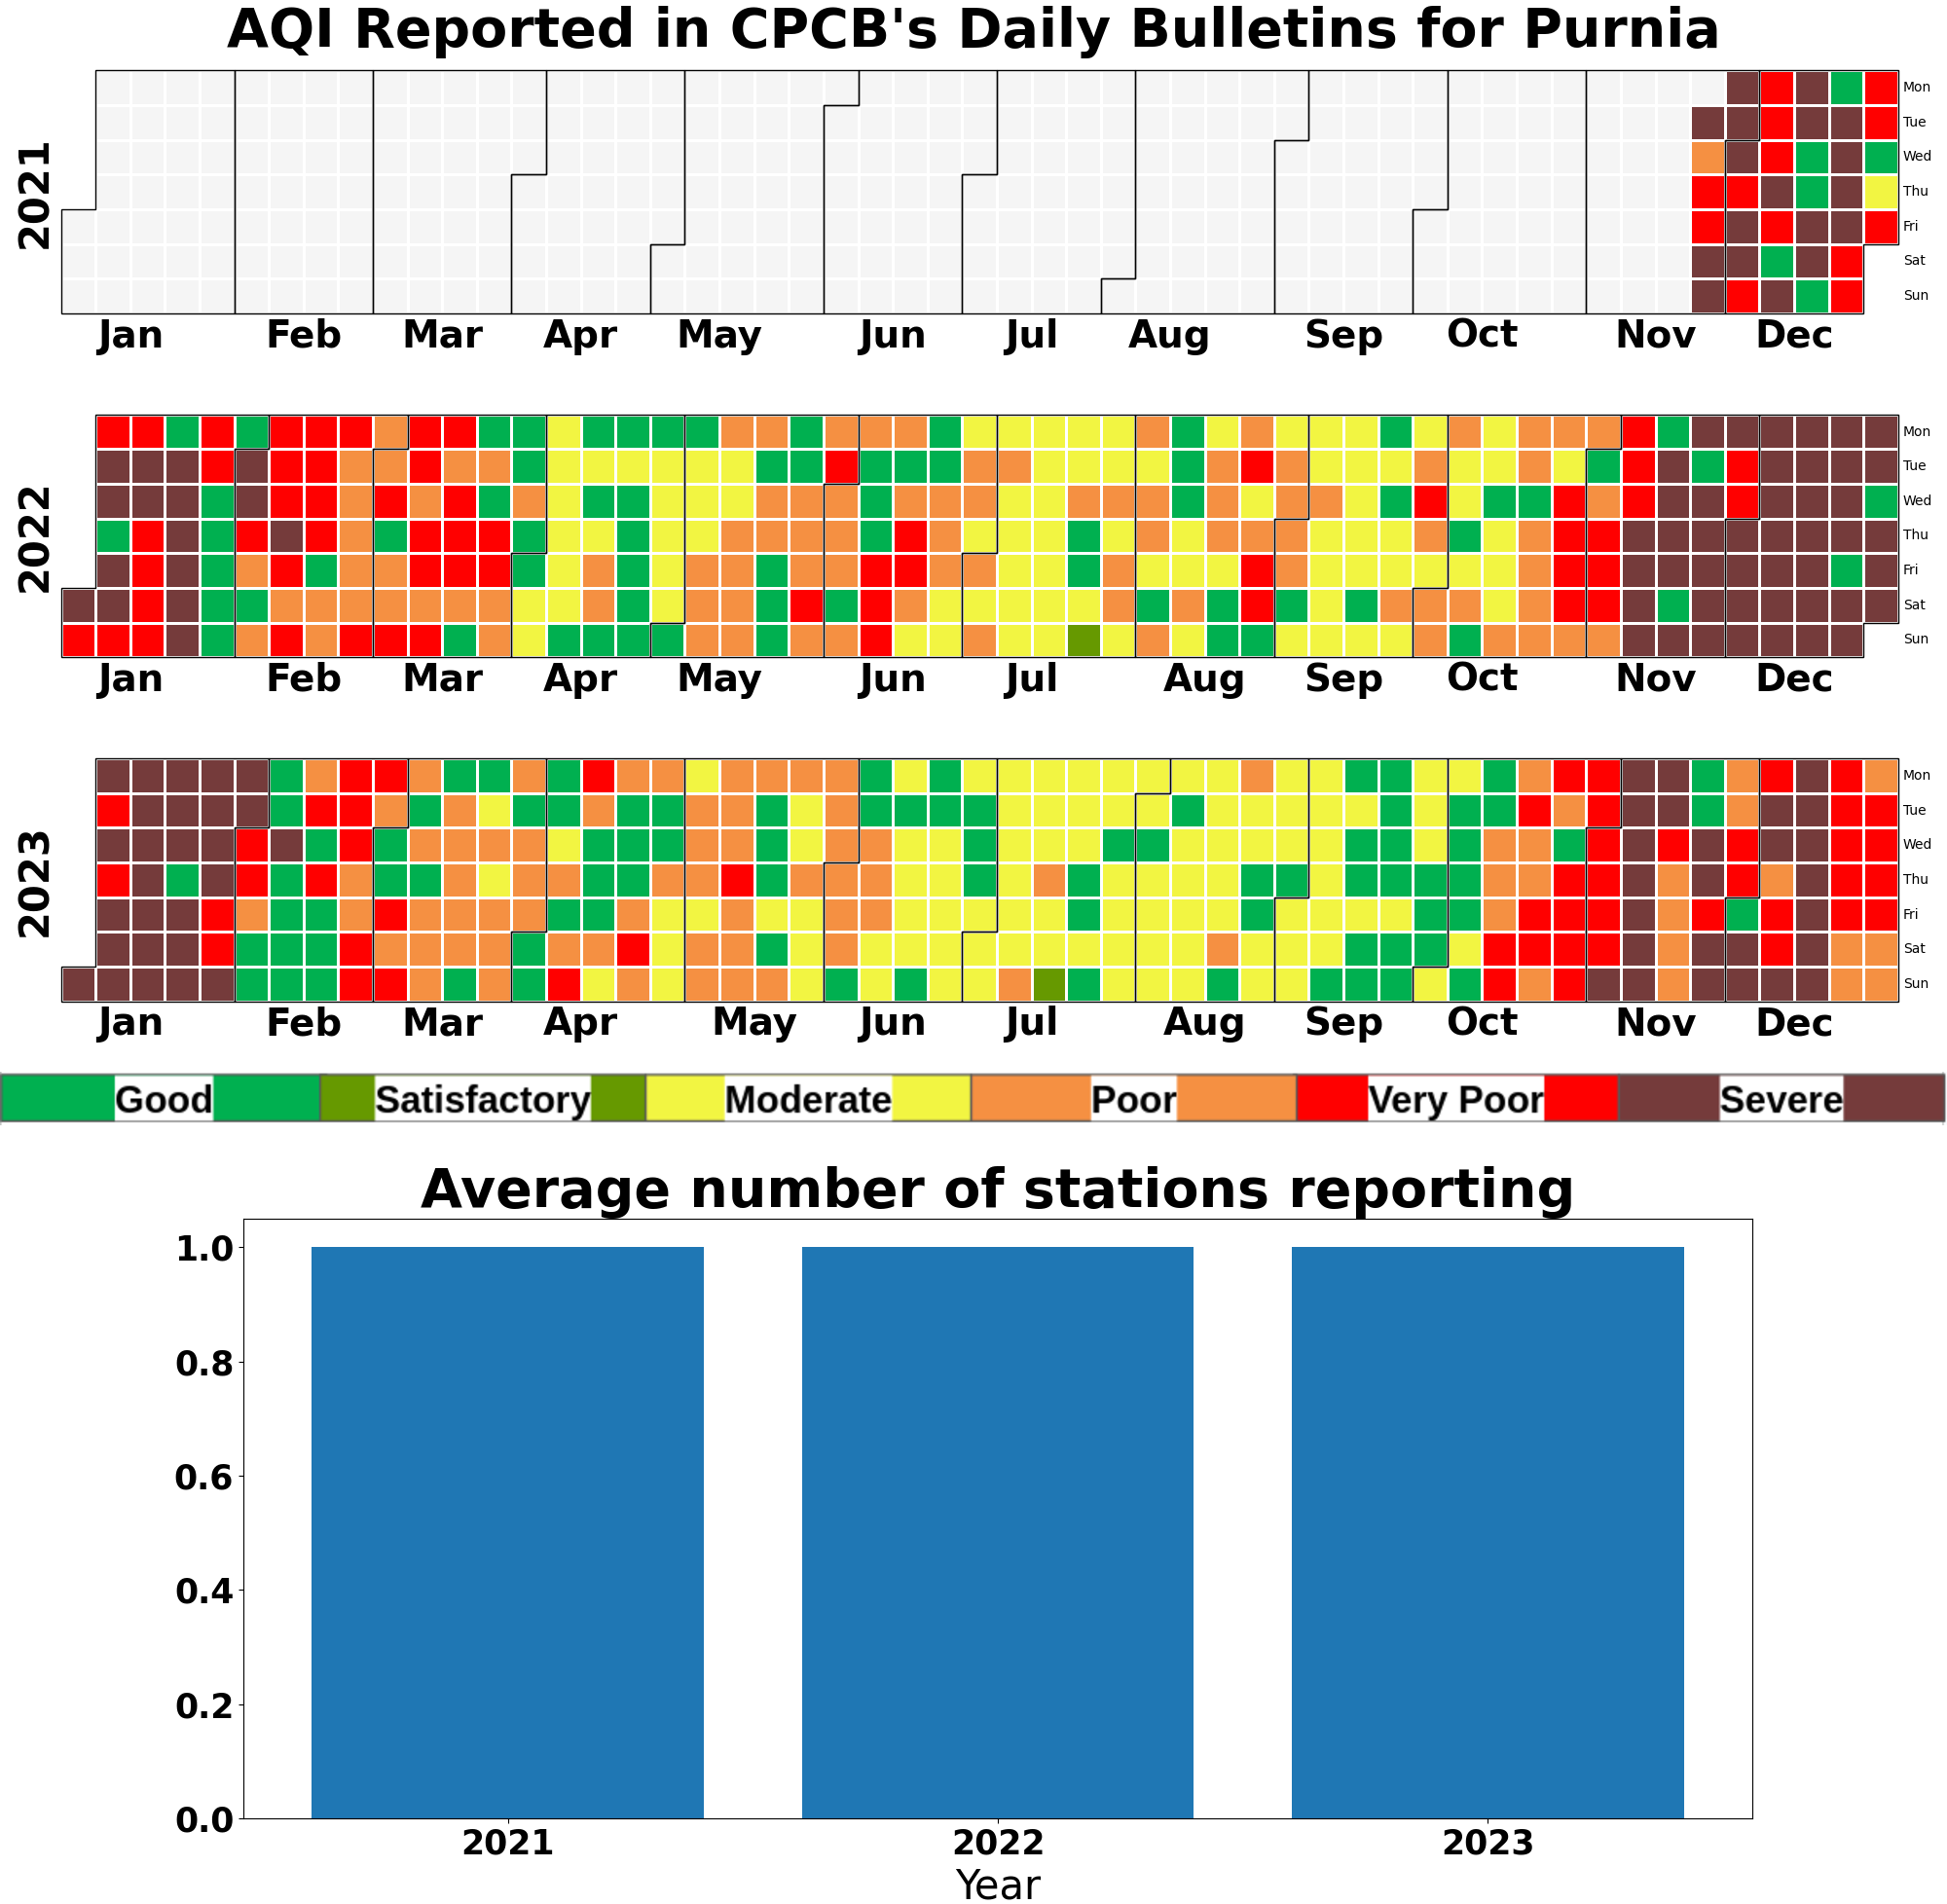 AQI Reported in CPCB's Daily Bulletins for Purnia
2021
Mon
Tue
Wed
Thu
Fri
Sat
Sun
Jan Feb Mar Apr May Jun Jul Aug Sep Oct Nov Dec
2022
Mon
Tue
Wed
Thu
Fri
Sat
Sun
Jan Feb Mar Apr May Jun Jul Aug Sep Oct Nov Dec
2023
Mon
Tue
Wed
Thu
Fri
Sat
Sun
Jan Feb Mar Apr May Jun Jul Aug Sep Oct Nov Dec
Good Satisfactory Moderate Poor Very Poor Severe
Average number of stations reporting
1.0
0.8
0.6
0.4
0.2
0.0
2021 2022 2023
Year